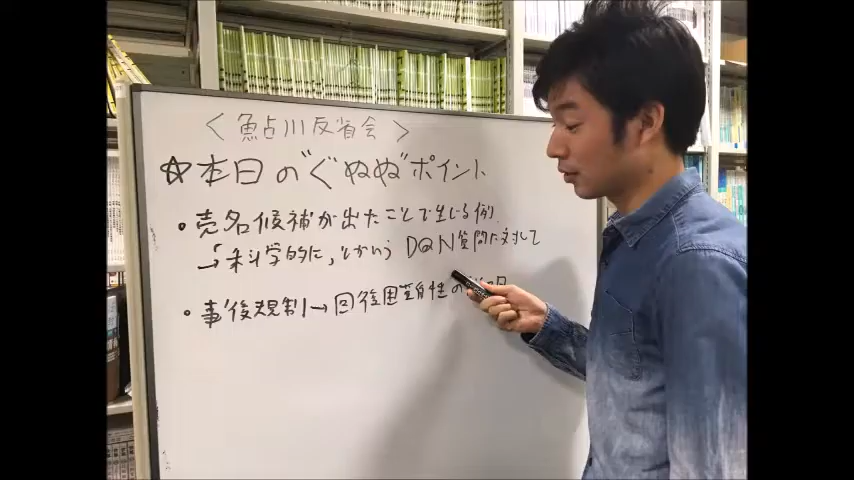 <魚占川反省会>
☆本日の"ぐぬぬ"ポイント
・売名候補が出たことで生じる例
→「科学的に」とかいうDQN質問に対して
・事後規制→回復困難性の